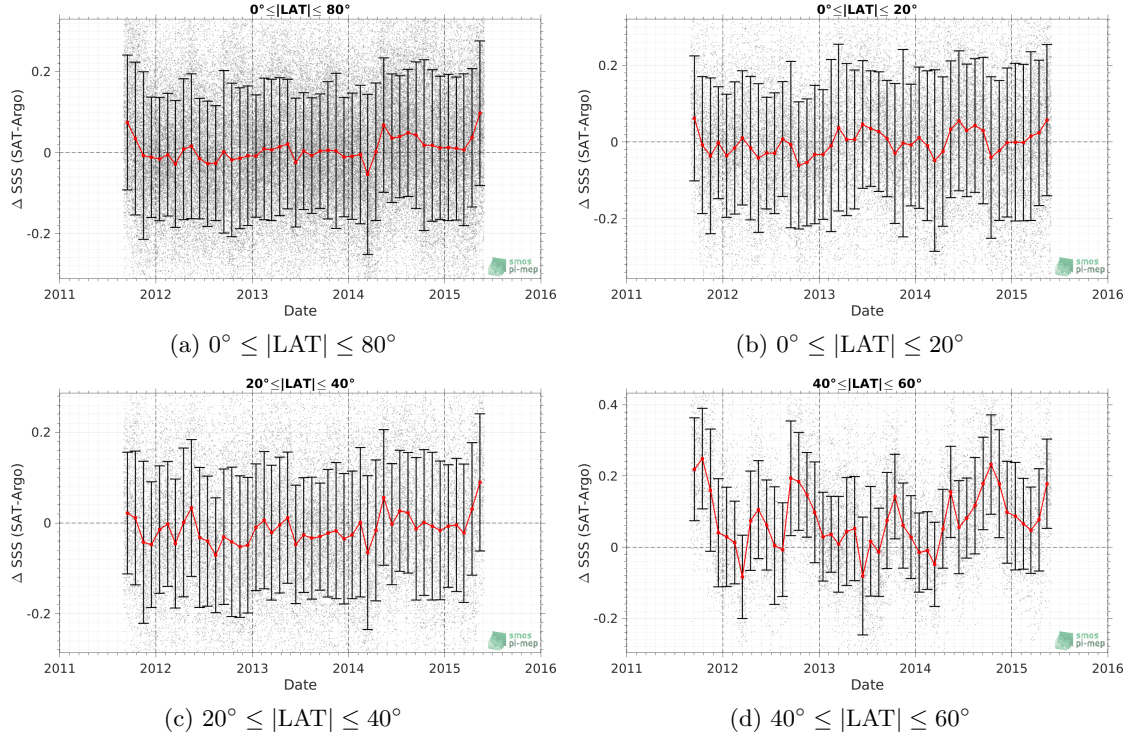 0°≤|LAT|≤ 80°
Δ SSS (SAT-Argo)
0.2
0
-0.2
2011 2012 2013 2014 2015 2016
Date
smos
pi-mep
(a) 0° ≤ |LAT| ≤ 80°
0°≤|LAT|≤ 20°
Δ SSS (SAT-Argo)
0.2
0
-0.2
2011 2012 2013 2014 2015 2016
Date
smos
pi-mep
(b) 0° ≤ |LAT| ≤ 20°
20°≤|LAT|≤ 40°
Δ SSS (SAT-Argo)
0.2
0
-0.2
2011 2012 2013 2014 2015 2016
Date
smos
pi-mep
(c) 20° ≤ |LAT| ≤ 40°
40°≤|LAT|≤ 60°
Δ SSS (SAT-Argo)
0.4
0.2
0
-0.2
2011 2012 2013 2014 2015 2016
Date
smos
pi-mep
(d) 40° ≤ |LAT| ≤ 60°